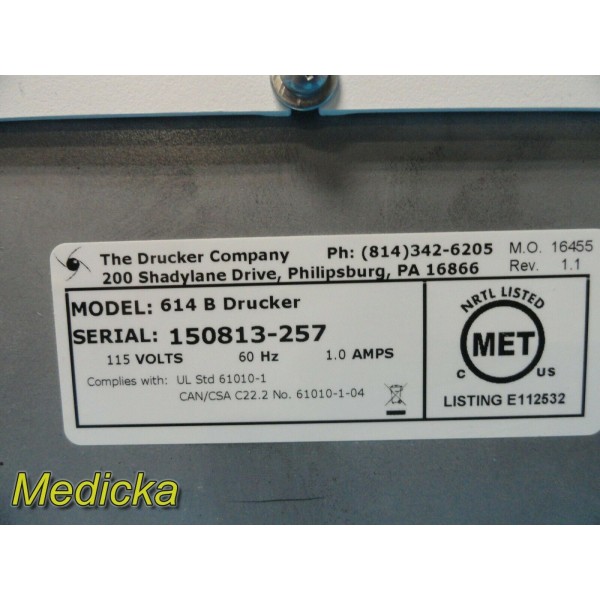 The Drucker Company Ph: (814)342-6205 M.O. 16455
200 Shadylane Drive, Philipsburg, PA 16866 Rev. 1.1
MODEL: 614 B Drucker
SERIAL: 150813-257
115 VOLTS 60 Hz 1.0 AMPS
Complies with: UL Std 61010-1
CAN/CSA C22.2 No. 61010-1-04
NRTL LISTED
MET
C US
LISTING E112532
Medicka